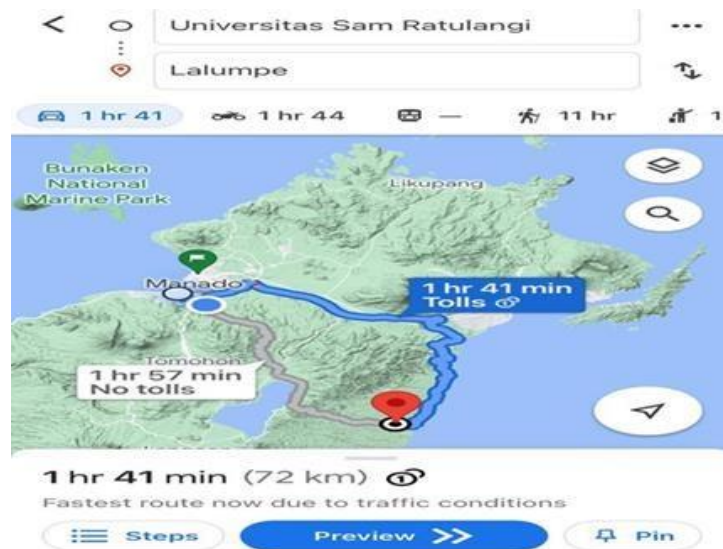 Universitas Sam Ratulangi
Lalumpe
1 hr 41 1 hr 44 — 11 hr 1
Bunaken
National
Marine Park
Likupang
Manado
1 hr 41 min
Tolls
Tomohon
1 hr 57 min
No tolls
1 hr 41 min (72 km)
Fastest route now due to traffic conditions
Steps Preview Pin